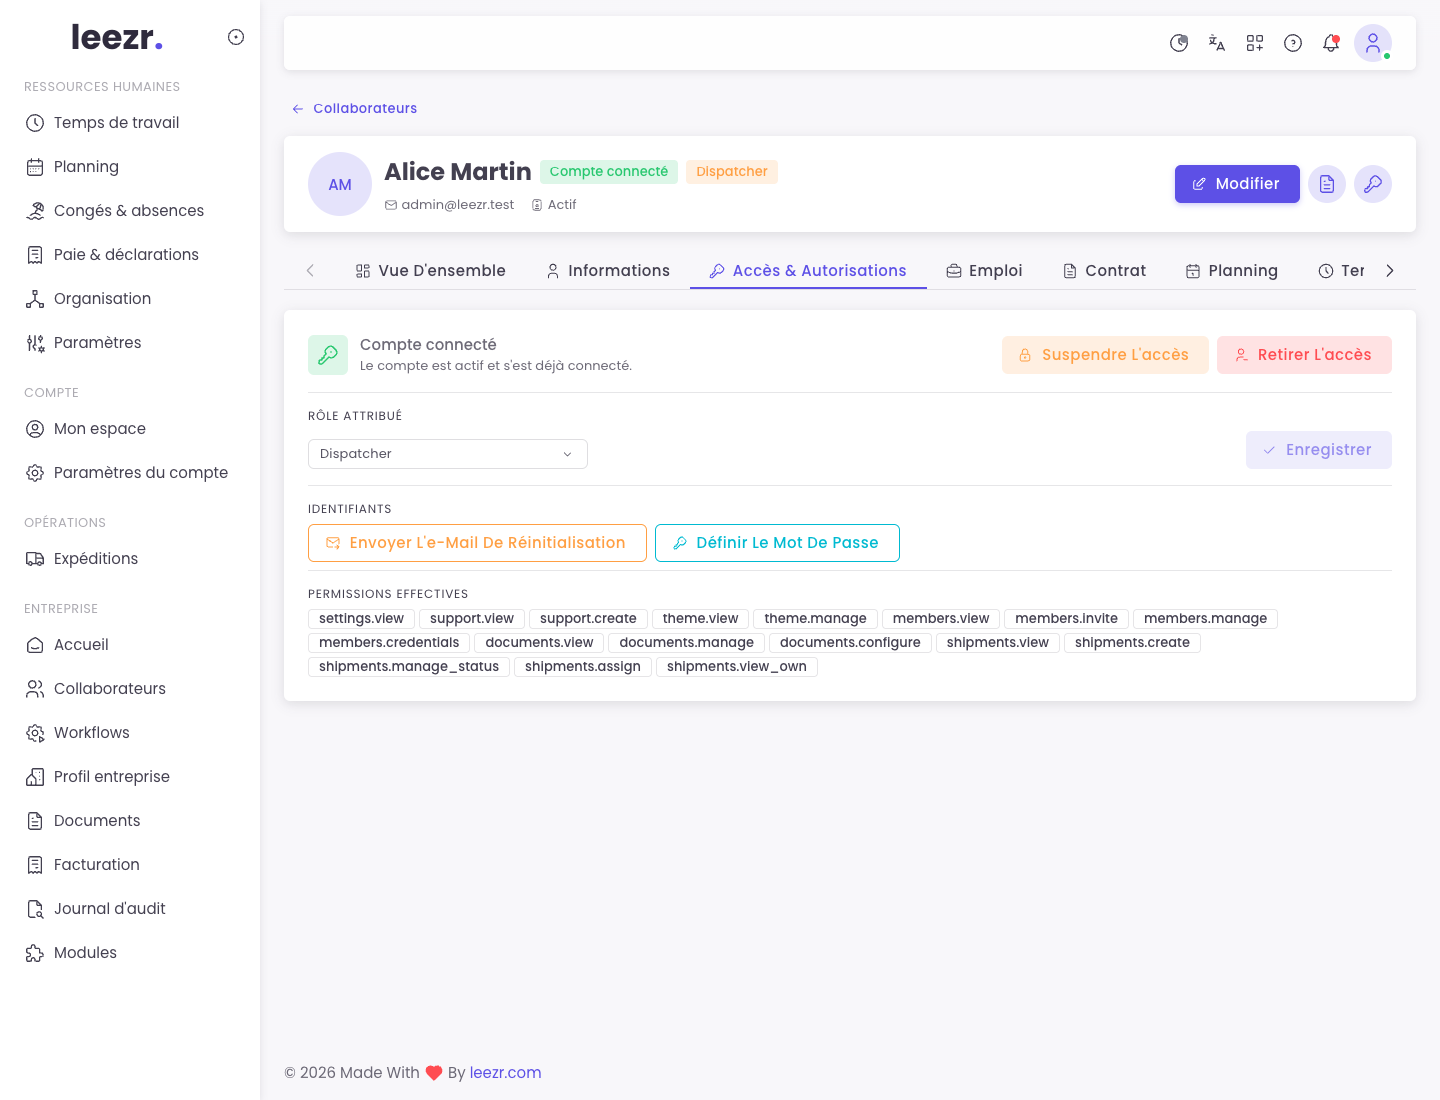 leezr.
RESSOURCES HUMAINES
Temps de travail
Planning
Congés & absences
Paie & déclarations
Organisation
Paramètres
COMPTE
Mon espace
Paramètres du compte
OPÉRATIONS
Expéditions
ENTREPRISE
Accueil
Collaborateurs
Workflows
Profil entreprise
Documents
Facturation
Journal d'audit
Modules
Collaborateurs
AM
Alice Martin Compte connecté Dispatcher
admin@leezr.test Actif
Modifier
Vue D'ensemble Informations Accès & Autorisations Emploi Contrat Planning Ter
Compte connecté
Le compte est actif et s'est déjà connecté.
Suspendre L'accès Retirer L'accès
RÔLE ATTRIBUÉ
Dispatcher
Enregistrer
IDENTIFIANTS
Envoyer L'e-Mail De Réinitialisation Définir Le Mot De Passe
PERMISSIONS EFFECTIVES
settings.view support.view support.create theme.view theme.manage members.view members.invite members.manage
members.credentials documents.view documents.manage documents.configure shipments.view shipments.create
shipments.manage_status shipments.assign shipments.view_own
© 2026 Made With By leezr.com